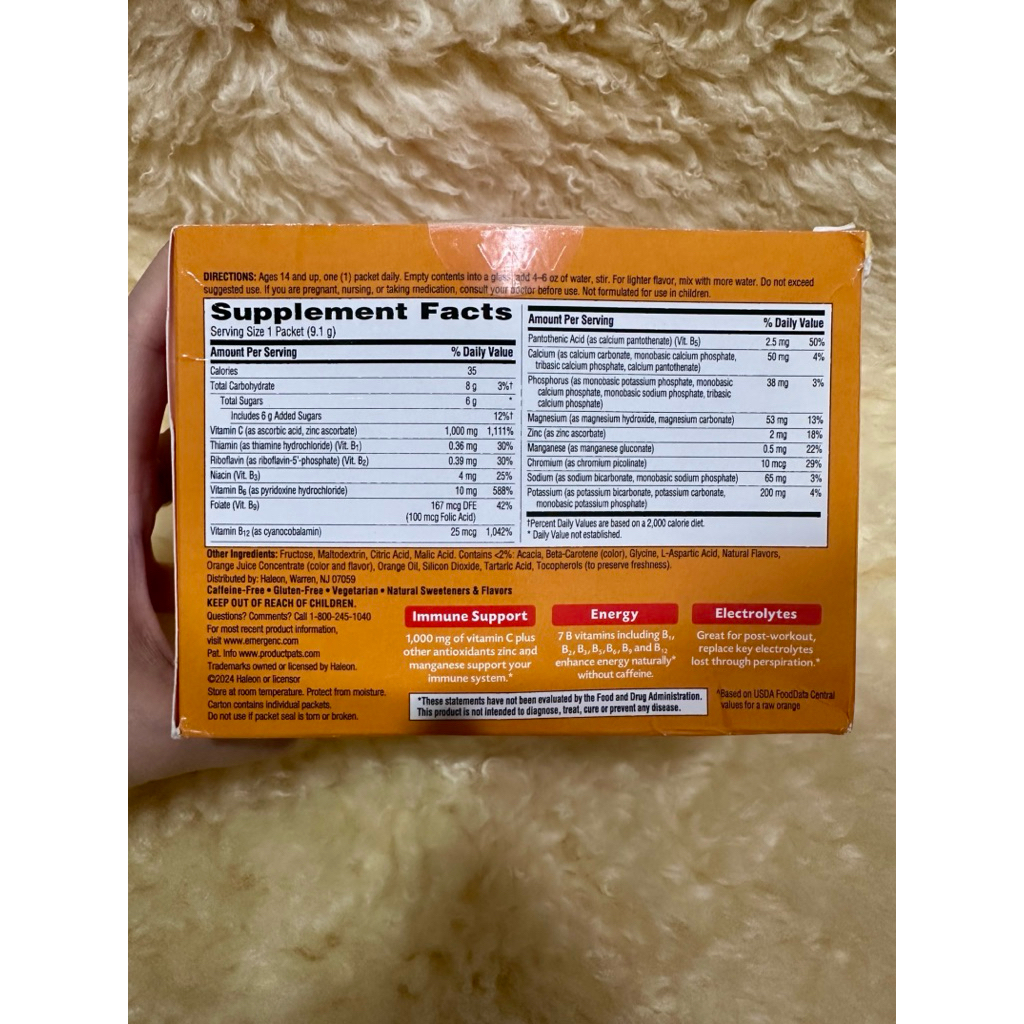 DIRECTIONS: Ages 14 and up, one (1) packet daily. Empty contents into a glass, add 4–6 oz of water, stir. For lighter flavor, mix with more water. Do not exceed
suggested use. If you are pregnant, nursing, or taking medication, consult your doctor before use. Not formulated for use in children.
Supplement Facts
Serving Size 1 Packet (9.1 g)
Amount Per Serving % Daily Value
Calories 35
Total Carbohydrate 8 g 3%†
Total Sugars 6 g *
Includes 6 g Added Sugars 12%†
Vitamin C (as ascorbic acid, zinc ascorbate) 1,000 mg 1,111%
Thiamin (as thiamine hydrochloride) (Vit. B₁) 0.36 mg 30%
Riboflavin (as riboflavin-5'-phosphate) (Vit. B₂) 0.39 mg 30%
Niacin (Vit. B₃) 4 mg 25%
Vitamin B₆ (as pyridoxine hydrochloride) 10 mg 588%
Folate (Vit. B₉) 167 mcg DFE 42%
(100 mcg Folic Acid)
Vitamin B₁₂ (as cyanocobalamin) 25 mcg 1,042%
Amount Per Serving % Daily Value
Pantothenic Acid (as calcium pantothenate) (Vit. B₅) 2.5 mg 50%
Calcium (as calcium carbonate, monobasic calcium phosphate, 50 mg 4%
tribasic calcium phosphate, calcium pantothenate)
Phosphorus (as monobasic potassium phosphate, monobasic 38 mg 3%
calcium phosphate, monobasic sodium phosphate, tribasic
calcium phosphate)
Magnesium (as magnesium hydroxide, magnesium carbonate) 53 mg 13%
Zinc (as zinc ascorbate) 2 mg 18%
Manganese (as manganese gluconate) 0.5 mg 22%
Chromium (as chromium picolinate) 10 mcg 29%
Sodium (as sodium bicarbonate, monobasic sodium phosphate) 65 mg 3%
Potassium (as potassium bicarbonate, potassium carbonate, 200 mg 4%
monobasic potassium phosphate)
†Percent Daily Values are based on a 2,000 calorie diet.
* Daily Value not established.
Other Ingredients: Fructose, Maltodextrin, Citric Acid, Malic Acid. Contains <2%: Acacia, Beta-Carotene (color), Glycine, L-Aspartic Acid, Natural Flavors,
Orange Juice Concentrate (color and flavor), Orange Oil, Silicon Dioxide, Tartaric Acid, Tocopherols (to preserve freshness).
Distributed by: Haleon, Warren, NJ 07059
Caffeine-Free • Gluten-Free • Vegetarian • Natural Sweeteners & Flavors
KEEP OUT OF REACH OF CHILDREN.
Questions? Comments? Call 1-800-245-1040
For most recent product information,
visit www.emergenc.com
Pat. Info www.productpats.com
Trademarks owned or licensed by Haleon.
©2024 Haleon or licensor
Store at room temperature. Protect from moisture.
Carton contains individual packets.
Do not use if packet seal is torn or broken.
Immune Support
1,000 mg of vitamin C plus
other antioxidants zinc and
manganese support your
immune system.*
Energy
7 B vitamins including B₁,
B₂, B₃, B₅, B₆, B₉ and B₁₂
enhance energy naturally*
without caffeine.
Electrolytes
Great for post-workout,
replace key electrolytes
lost through perspiration.*
*These statements have not been evaluated by the Food and Drug Administration.
This product is not intended to diagnose, treat, cure or prevent any disease.
^Based on USDA FoodData Central
values for a raw orange